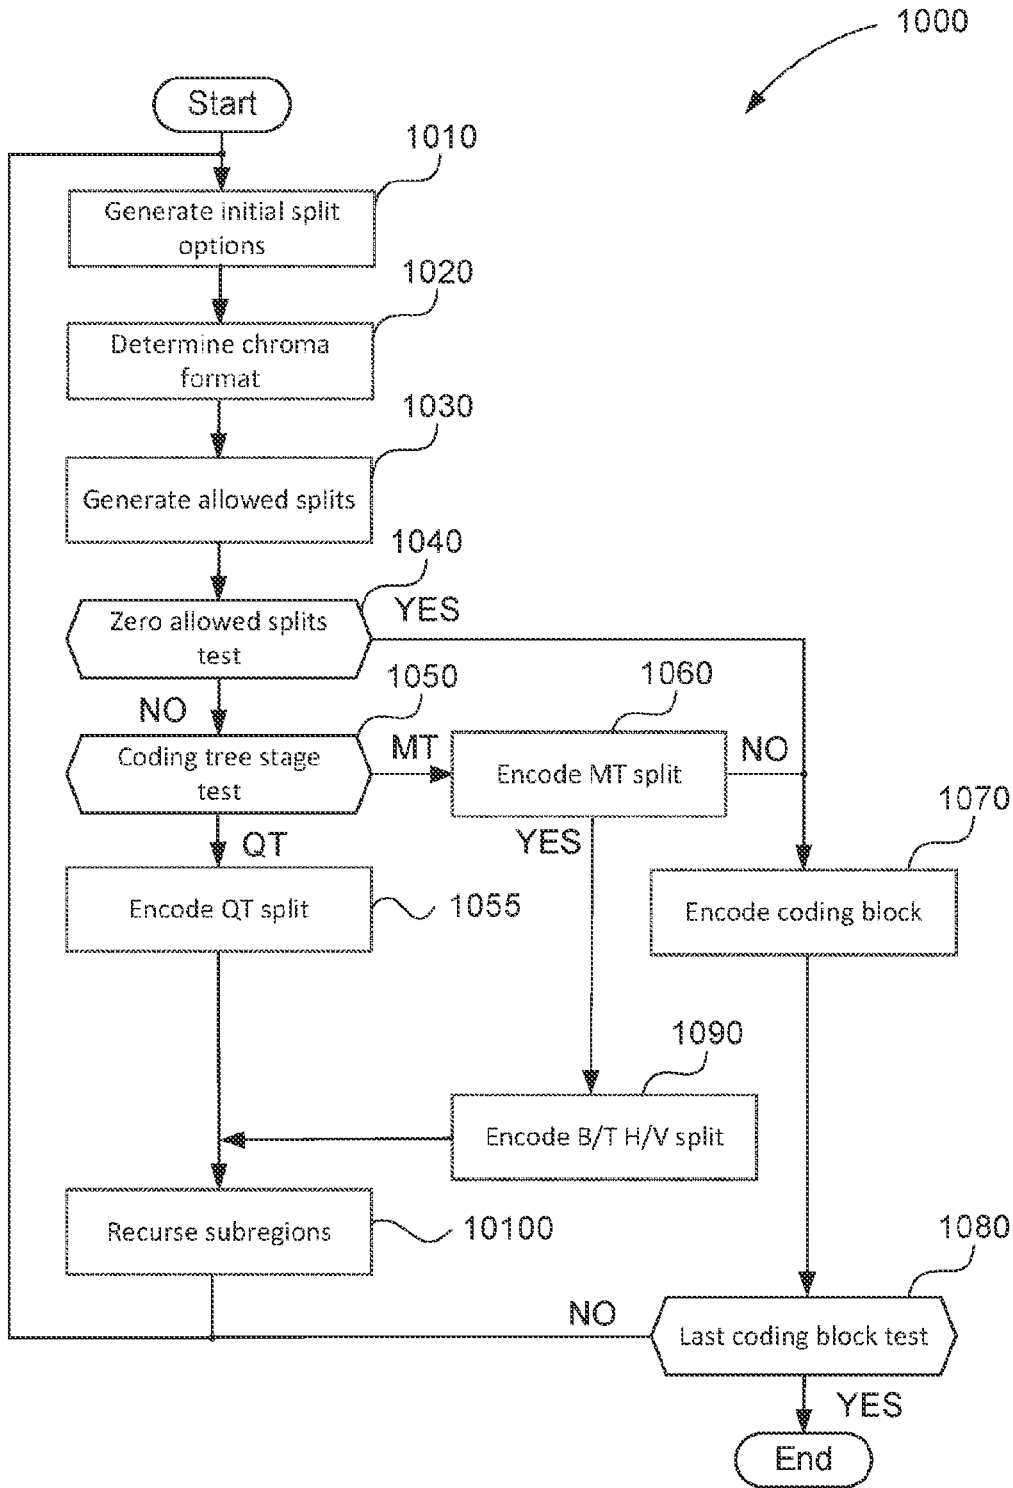 1000
Start
1010
Generate initial split
options
1020
Determine chroma
format
1030
Generate allowed splits
1040
Zero allowed splits
test
YES
NO
1050
1060
Coding tree stage
test
MT
Encode MT split
NO
1070
QT
YES
Encode QT split
1055
Encode coding block
1090
Encode B/T H/V split
Recurse subregions
10100
1080
NO
Last coding block test
YES
End